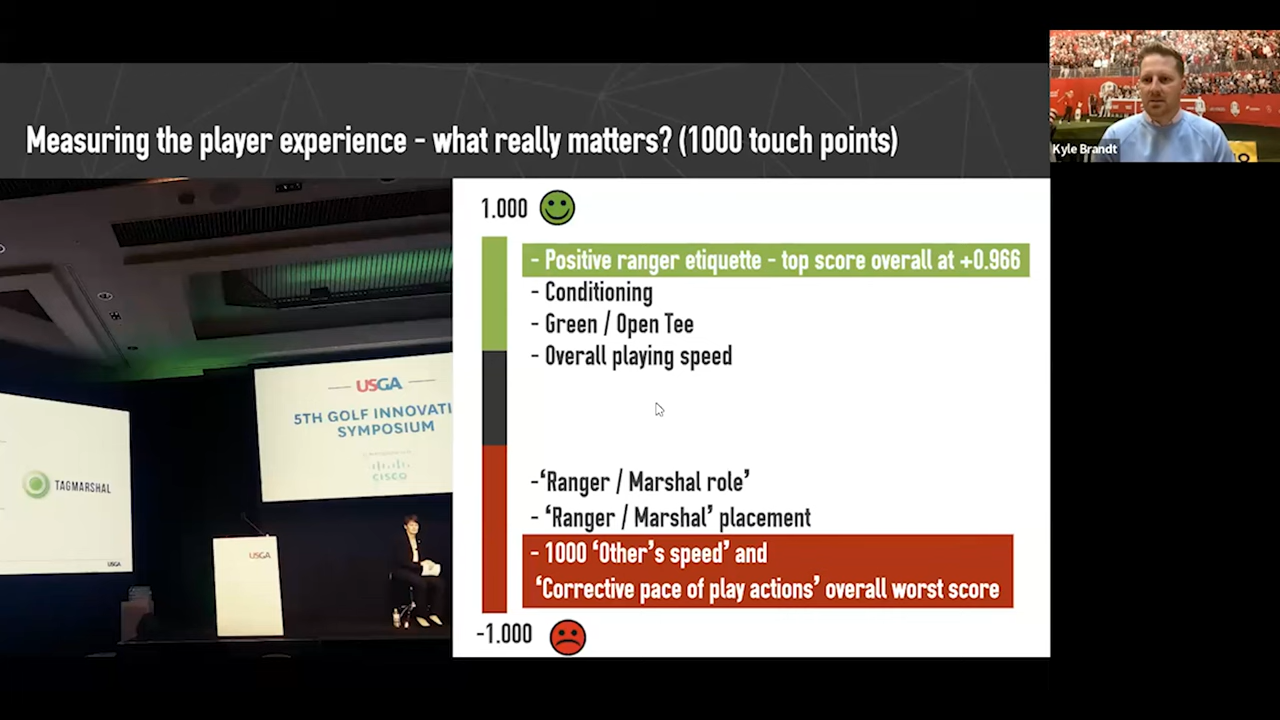 Measuring the player experience - what really matters? (1000 touch points)
Kyle Brandt
1.000
- Positive ranger etiquette - top score overall at +0.966
- Conditioning
- Green / Open Tee
- Overall playing speed
-‘Ranger / Marshal role’
- ‘Ranger / Marshal’ placement
- 1000 ‘Other’s speed’ and
‘Corrective pace of play actions’ overall worst score
-1.000
USGA
5TH GOLF INNOVATI
SYMPOSIUM
CISCO
TAGMARSHAL
USGA
USGA